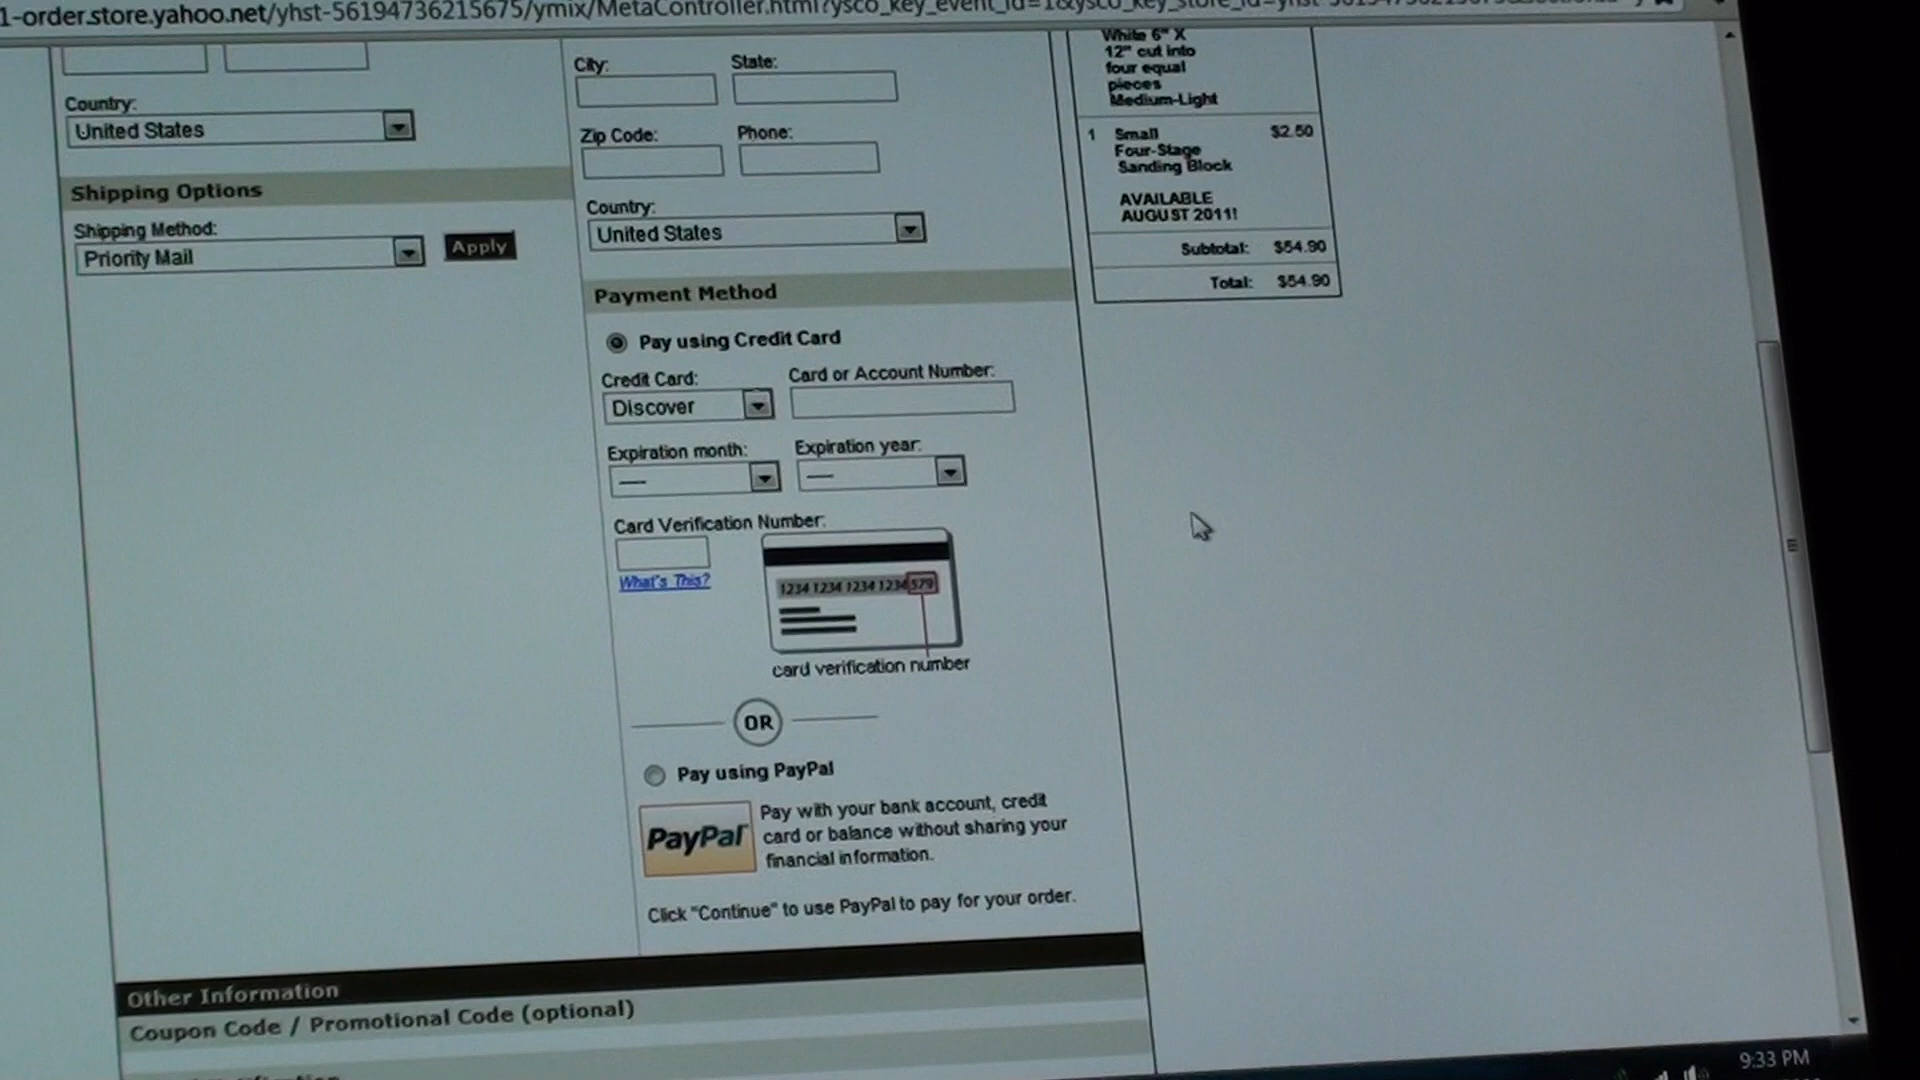 1-order.store.yahoo.net/yhst-56194736215675/ymix/MetaController.html?ysco_key_event_id=1&ysco_key_store_id=yhst-
Country:
United States
Shipping Options
Shipping Method:
Priority Mail
Apply
City:
State:
Zip Code:
Phone:
Country:
United States
Payment Method
Pay using Credit Card
Credit Card:
Card or Account Number:
Discover
Expiration month:
Expiration year:
Card Verification Number:
What's This?
1234 1234 1234 1234 579
card verification number
OR
Pay using PayPal
PayPal
Pay with your bank account, credit
card or balance without sharing your
financial information.
Click "Continue" to use PayPal to pay for your order.
White 6" X
12" cut into
four equal
pieces
Medium-Light
1 Small $2.50
Four-Stage
Sanding Block
AVAILABLE
AUGUST 2011!
Subtotal: $54.90
Total: $54.90
Other Information
Coupon Code / Promotional Code (optional)
9:33 PM